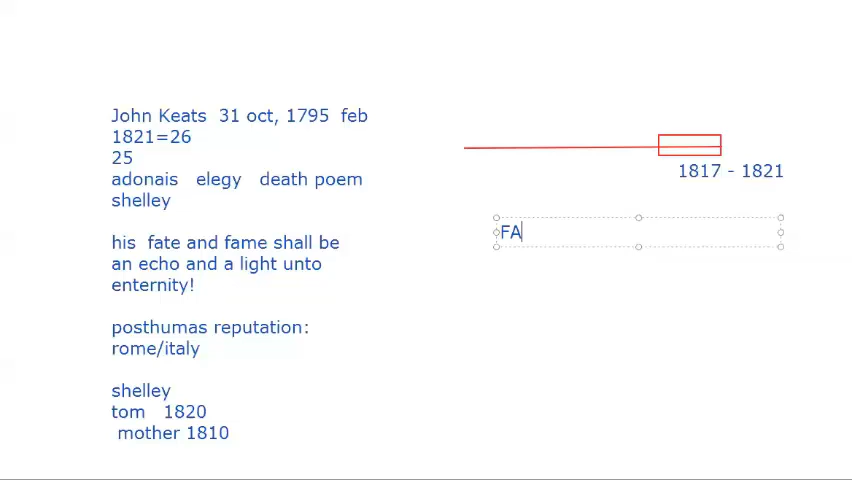 John Keats  31 oct, 1795  feb
1821=26
25
adonais   elegy   death poem
shelley
his  fate and fame shall be
an echo and a light unto
enternity!
posthumas reputation:
rome/italy
shelley
tom   1820
mother 1810
1817 - 1821
FA